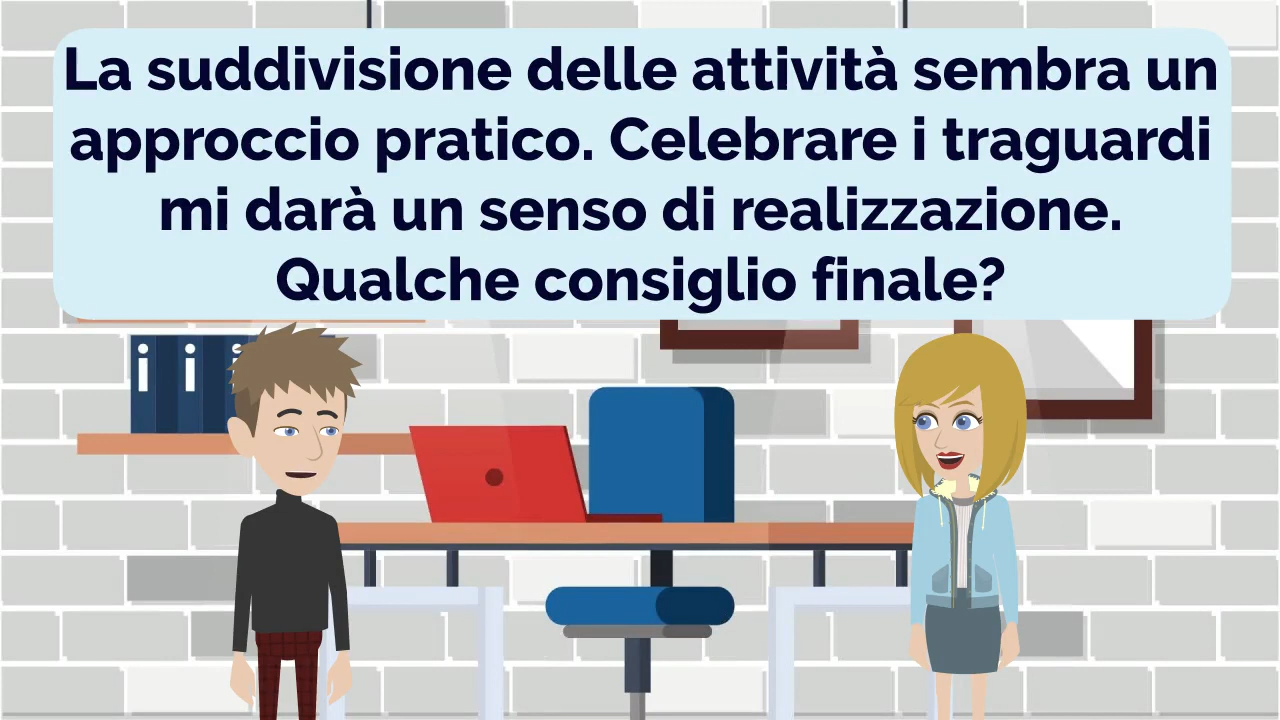 La suddivisione delle attività sembra un
approccio pratico. Celebrare i traguardi
mi darà un senso di realizzazione.
Qualche consiglio finale?